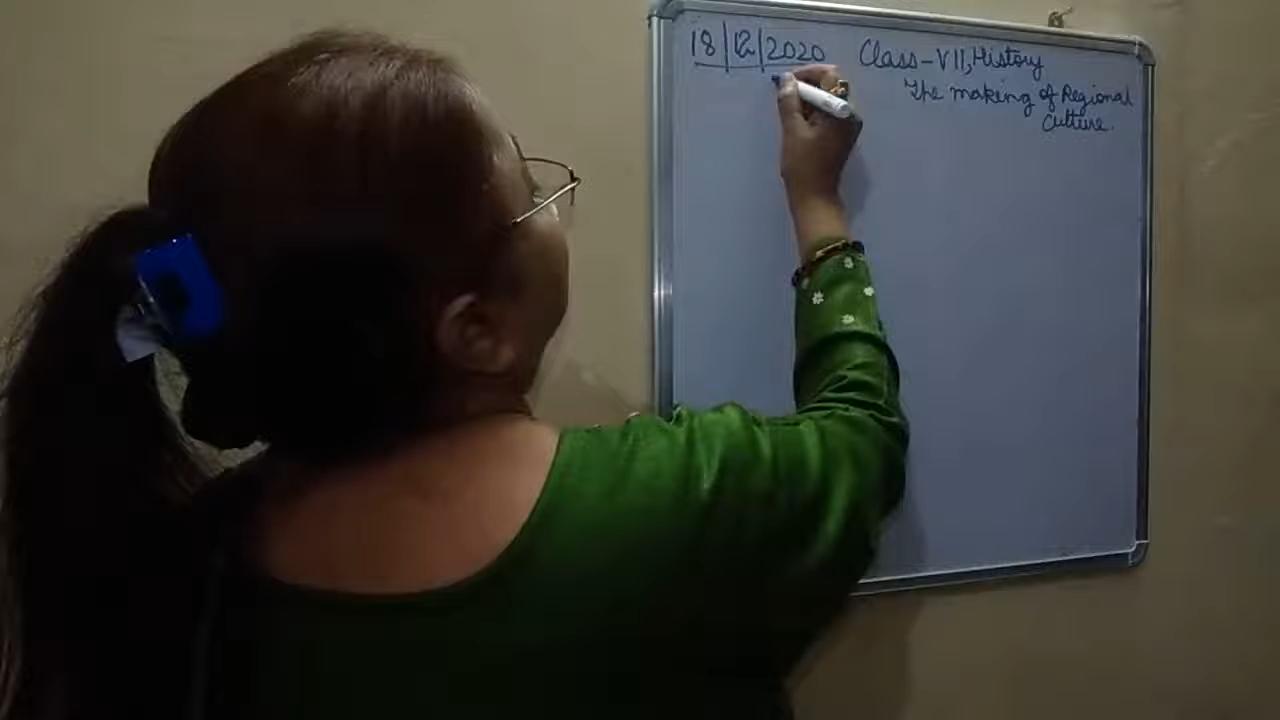 18/12/2020 Class-VII, History
The making of Regional
Culture.